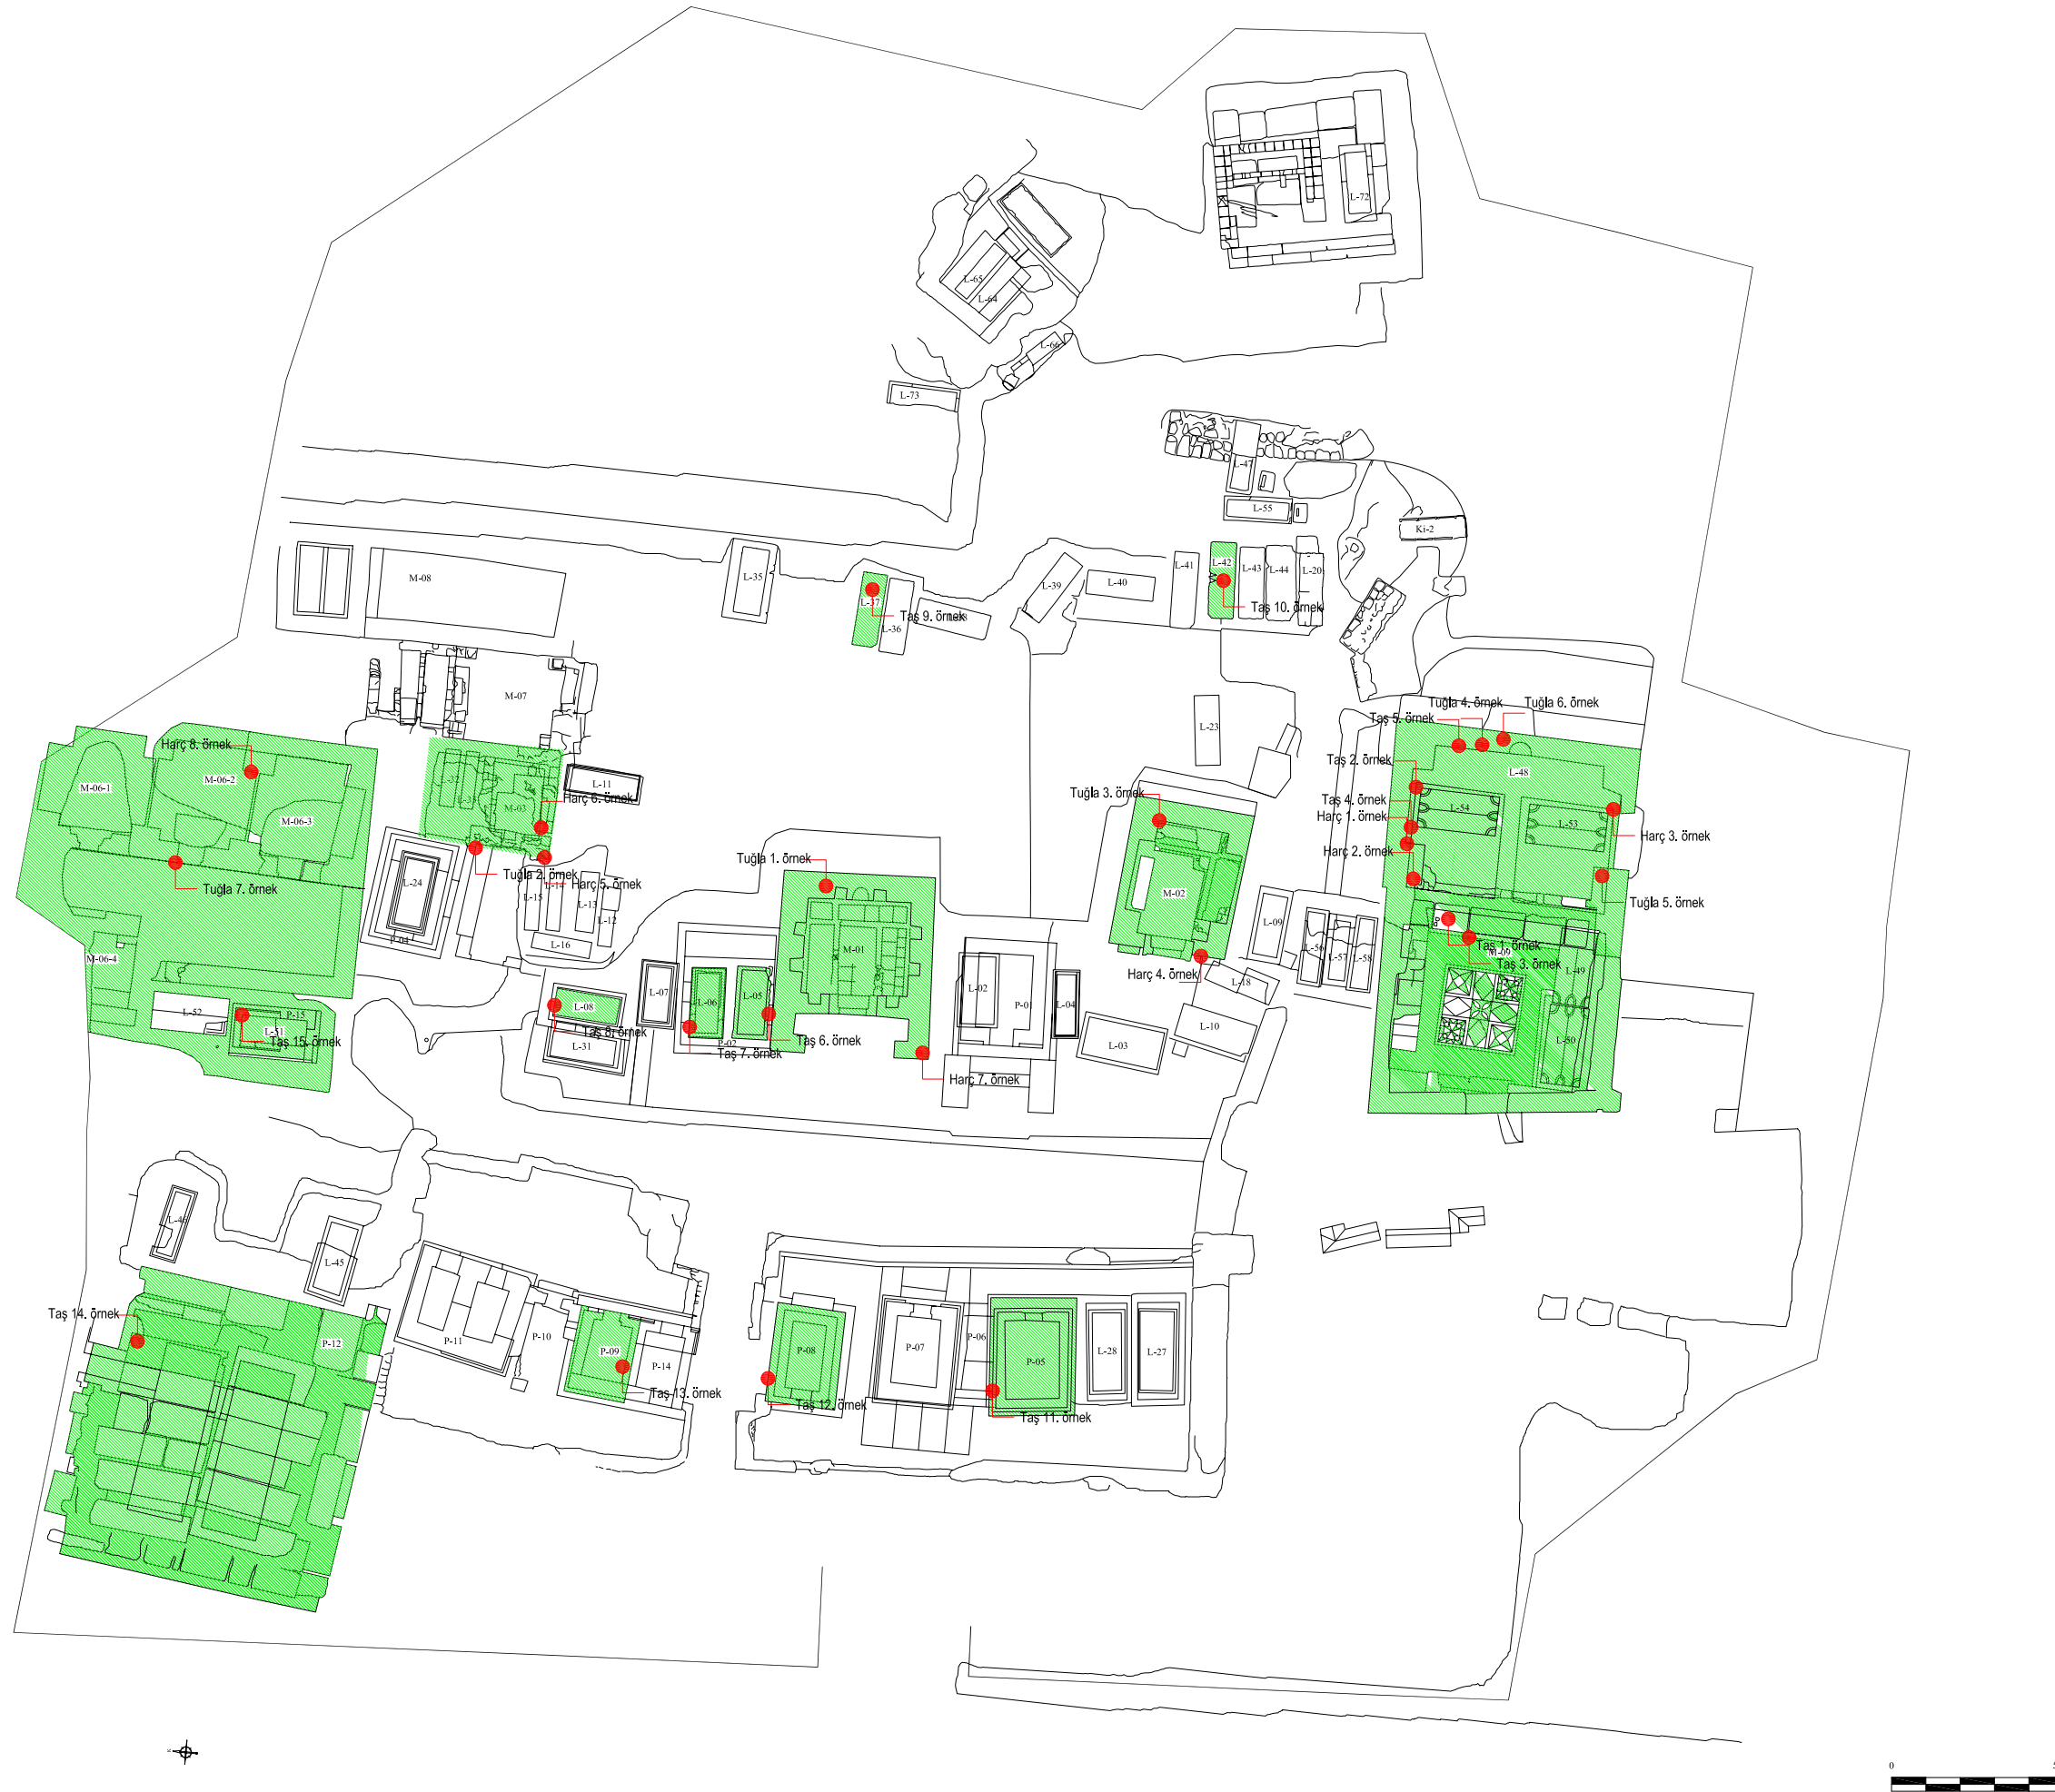 L-72
L-65
L-64
L-66
L-73
L-47
L-55
Ki-2
M-08
L-35
L-37
L-36
Taş 9. örnek
L-39
L-40
L-41
L-42
L-43
L-44
L-20
Taş 10. örnek
M-07
L-23
Tuğla 4. örnek
Tuğla 6. örnek
Taş 5. örnek
L-48
Taş 2. örnek
L-54
L-53
Taş 4. örnek
Harç 1. örnek
Harç 2. örnek
Harç 3. örnek
Tuğla 5. örnek
Harç 8. örnek
M-06-1
M-06-2
M-06-3
Tuğla 7. örnek
M-06-4
L-32
L-33
M-03
L-11
Harç 6. örnek
Tuğla 2. örnek
Harç 5. örnek
L-24
P-04
L-15
L-14
L-13
L-12
L-16
Tuğla 1. örnek
M-01
Tuğla 3. örnek
M-02
Harç 4. örnek
L-09
L-56
L-57
L-58
Taş 1. örnek
M-09
Taş 3. örnek
L-49
L-50
L-52
L-51
P-15
Taş 15. örnek
L-08
Taş 8. örnek
L-31
L-07
L-06
L-05
P-02
Taş 7. örnek
Taş 6. örnek
Harç 7. örnek
L-02
P-01
L-04
L-03
L-18
L-10
L-46
L-45
Taş 14. örnek
P-12
P-11
P-10
P-09
P-14
Taş 13. örnek
P-08
Taş 12. örnek
P-07
P-06
P-05
Taş 11. örnek
L-28
L-27
0